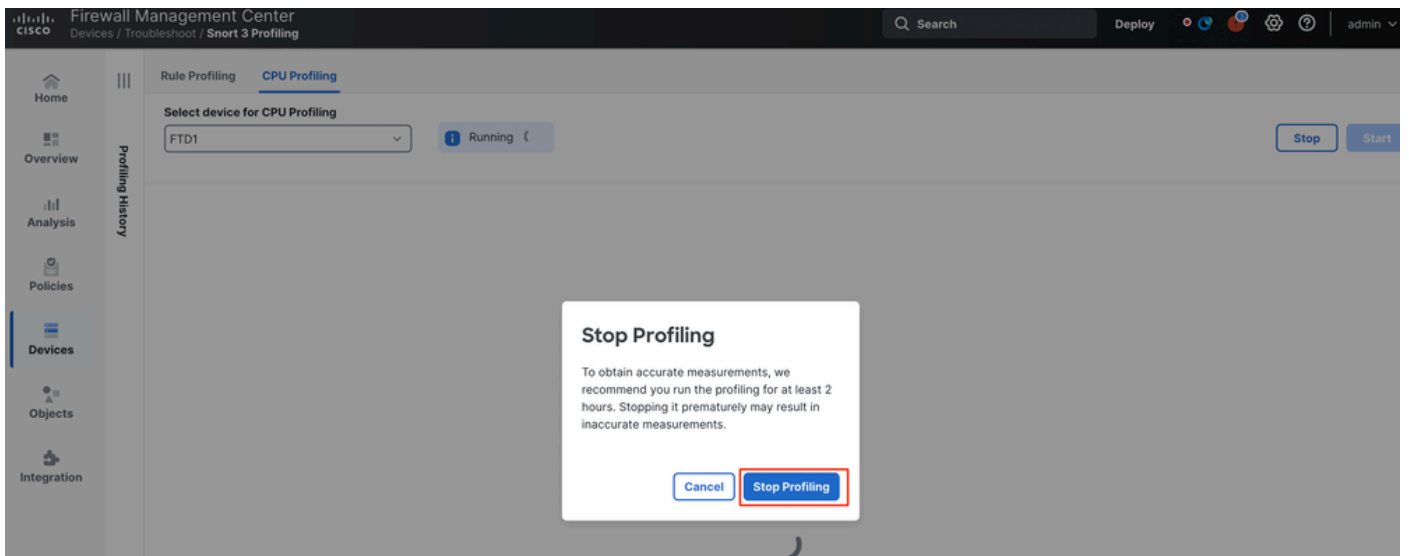 Firewall Management Center
CISCO
Devices / Troubleshoot / Snort 3 Profiling
Search
Deploy
admin
Home
Overview
Analysis
Policies
Devices
Objects
Integration
Profiling History
Rule Profiling CPU Profiling
Select device for CPU Profiling
FTD1
Running
Stop
Start
Stop Profiling
To obtain accurate measurements, we
recommend you run the profiling for at least 2
hours. Stopping it prematurely may result in
inaccurate measurements.
Cancel
Stop Profiling